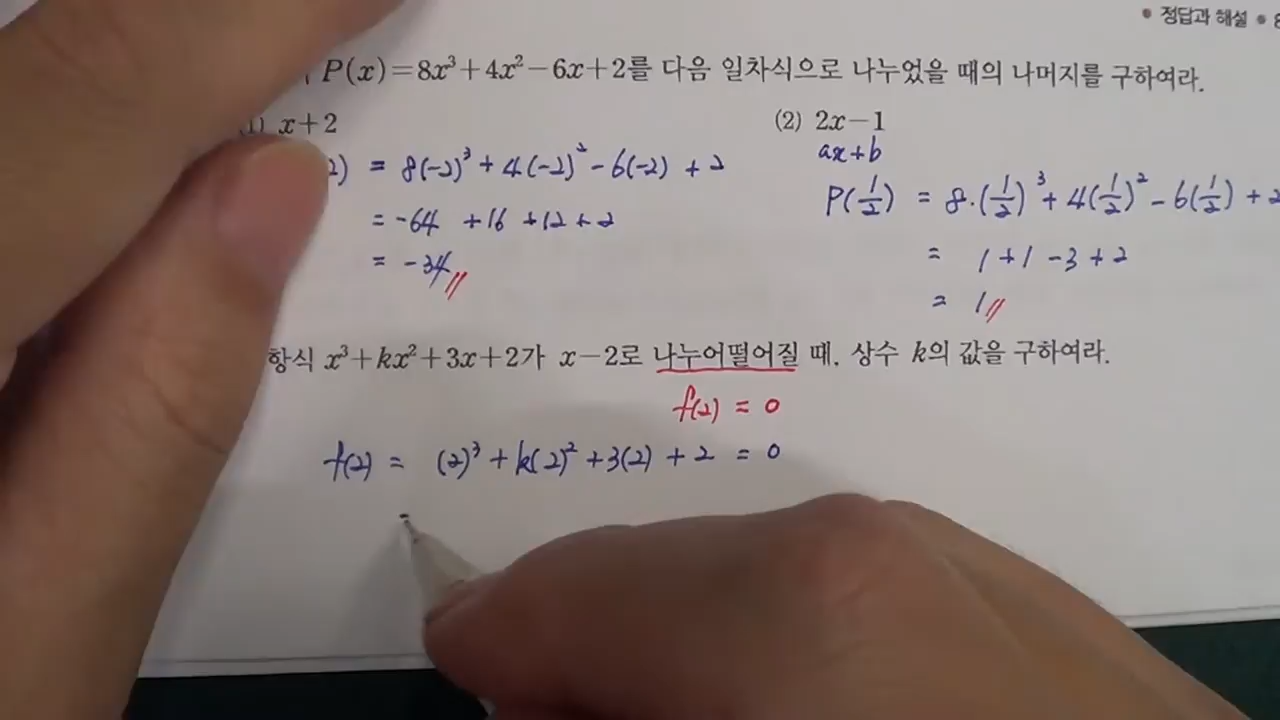 • 정답과 해설 • 8
P(x)=8x³+4x²-6x+2를 다음 일차식으로 나누었을 때의 나머지를 구하여라.
1) x+2
(2) 2x-1
ax+b
2) = 8(-2)³+4(-2)²-6(-2)+2
= -64 +16 +12 +2
= -34
P(1/2) = 8·(1/2)³+4(1/2)²-6(1/2)+2
= 1+1-3+2
= 1
항식 x³+kx²+3x+2가 x-2로 나누어떨어질 때, 상수 k의 값을 구하여라.
f(2) = 0
f(2) = (2)³+k(2)²+3(2)+2 = 0